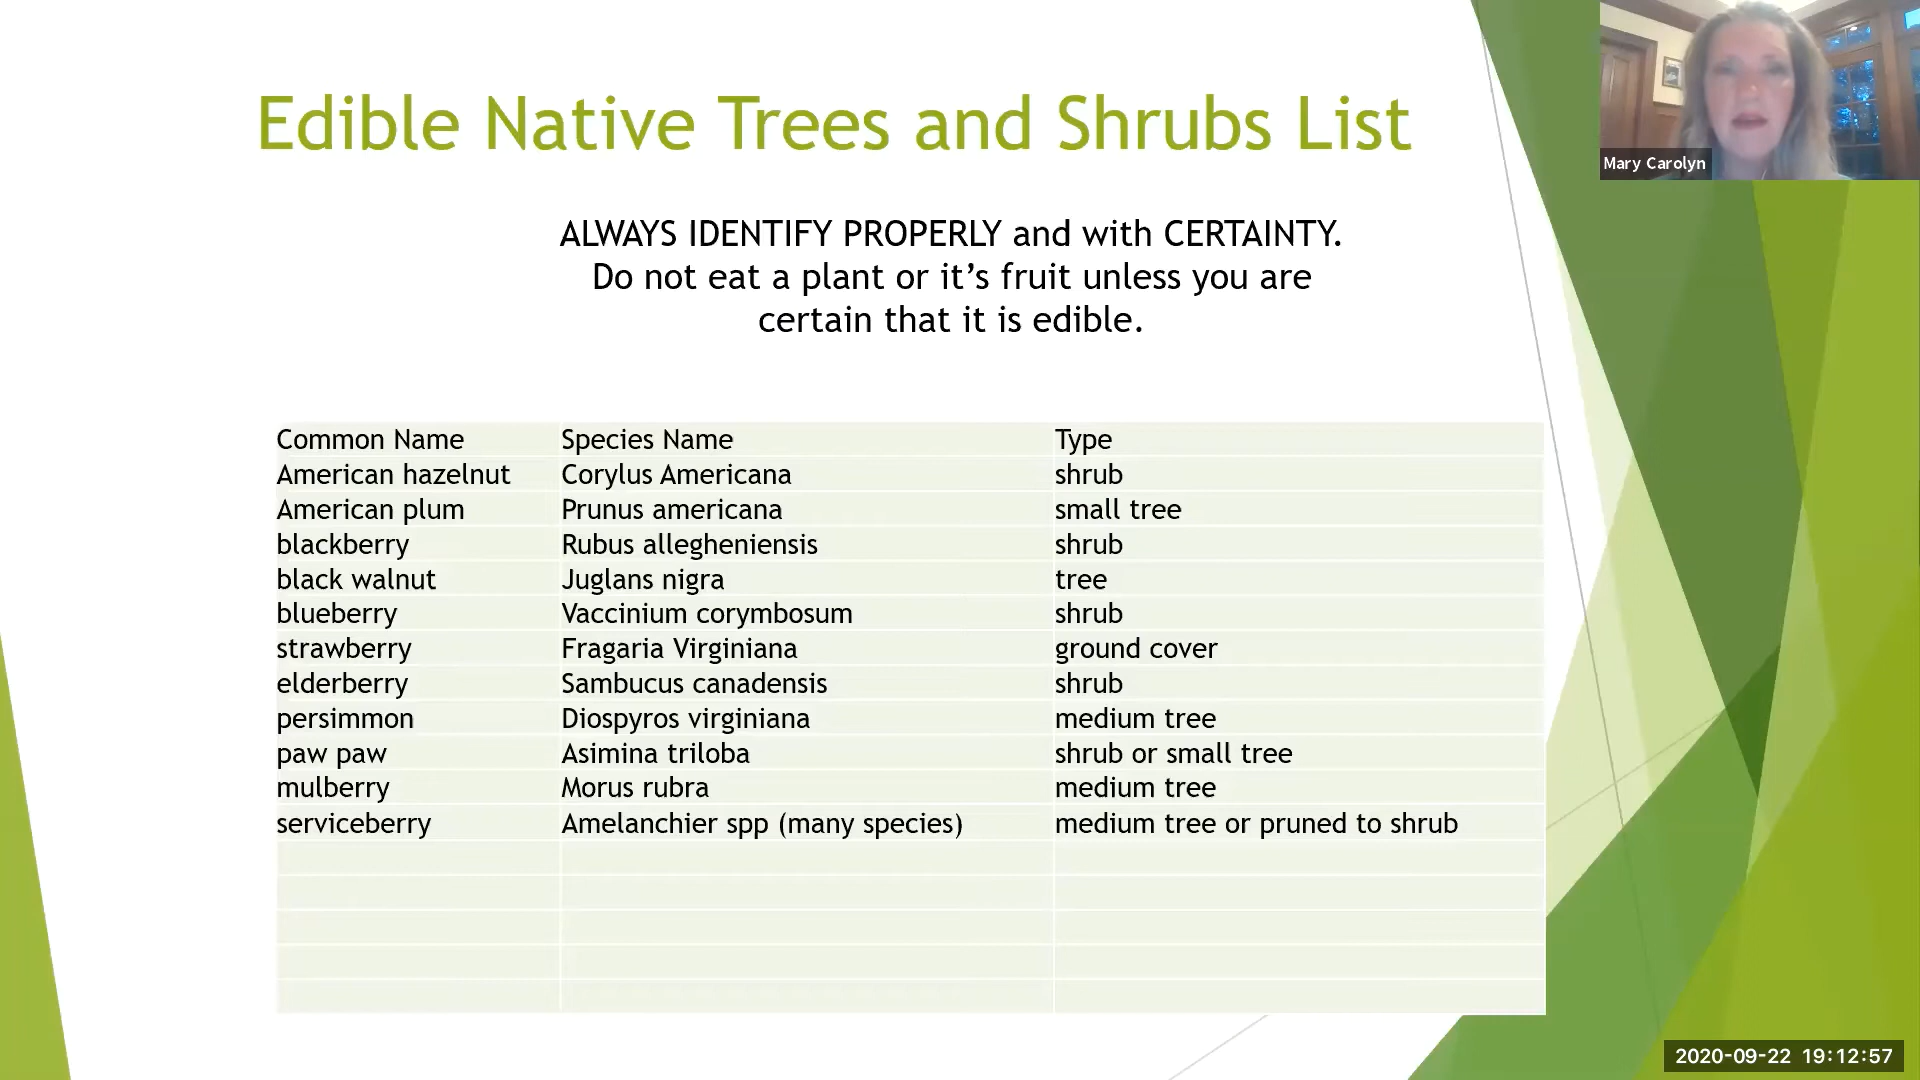 Edible Native Trees and Shrubs List
Mary Carolyn
ALWAYS IDENTIFY PROPERLY and with CERTAINTY.
Do not eat a plant or it’s fruit unless you are
certain that it is edible.
Common Name Species Name Type
American hazelnut Corylus Americana shrub
American plum Prunus americana small tree
blackberry Rubus allegheniensis shrub
black walnut Juglans nigra tree
blueberry Vaccinium corymbosum shrub
strawberry Fragaria Virginiana ground cover
elderberry Sambucus canadensis shrub
persimmon Diospyros virginiana medium tree
paw paw Asimina triloba shrub or small tree
mulberry Morus rubra medium tree
serviceberry Amelanchier spp (many species) medium tree or pruned to shrub
2020-09-22 19:12:57